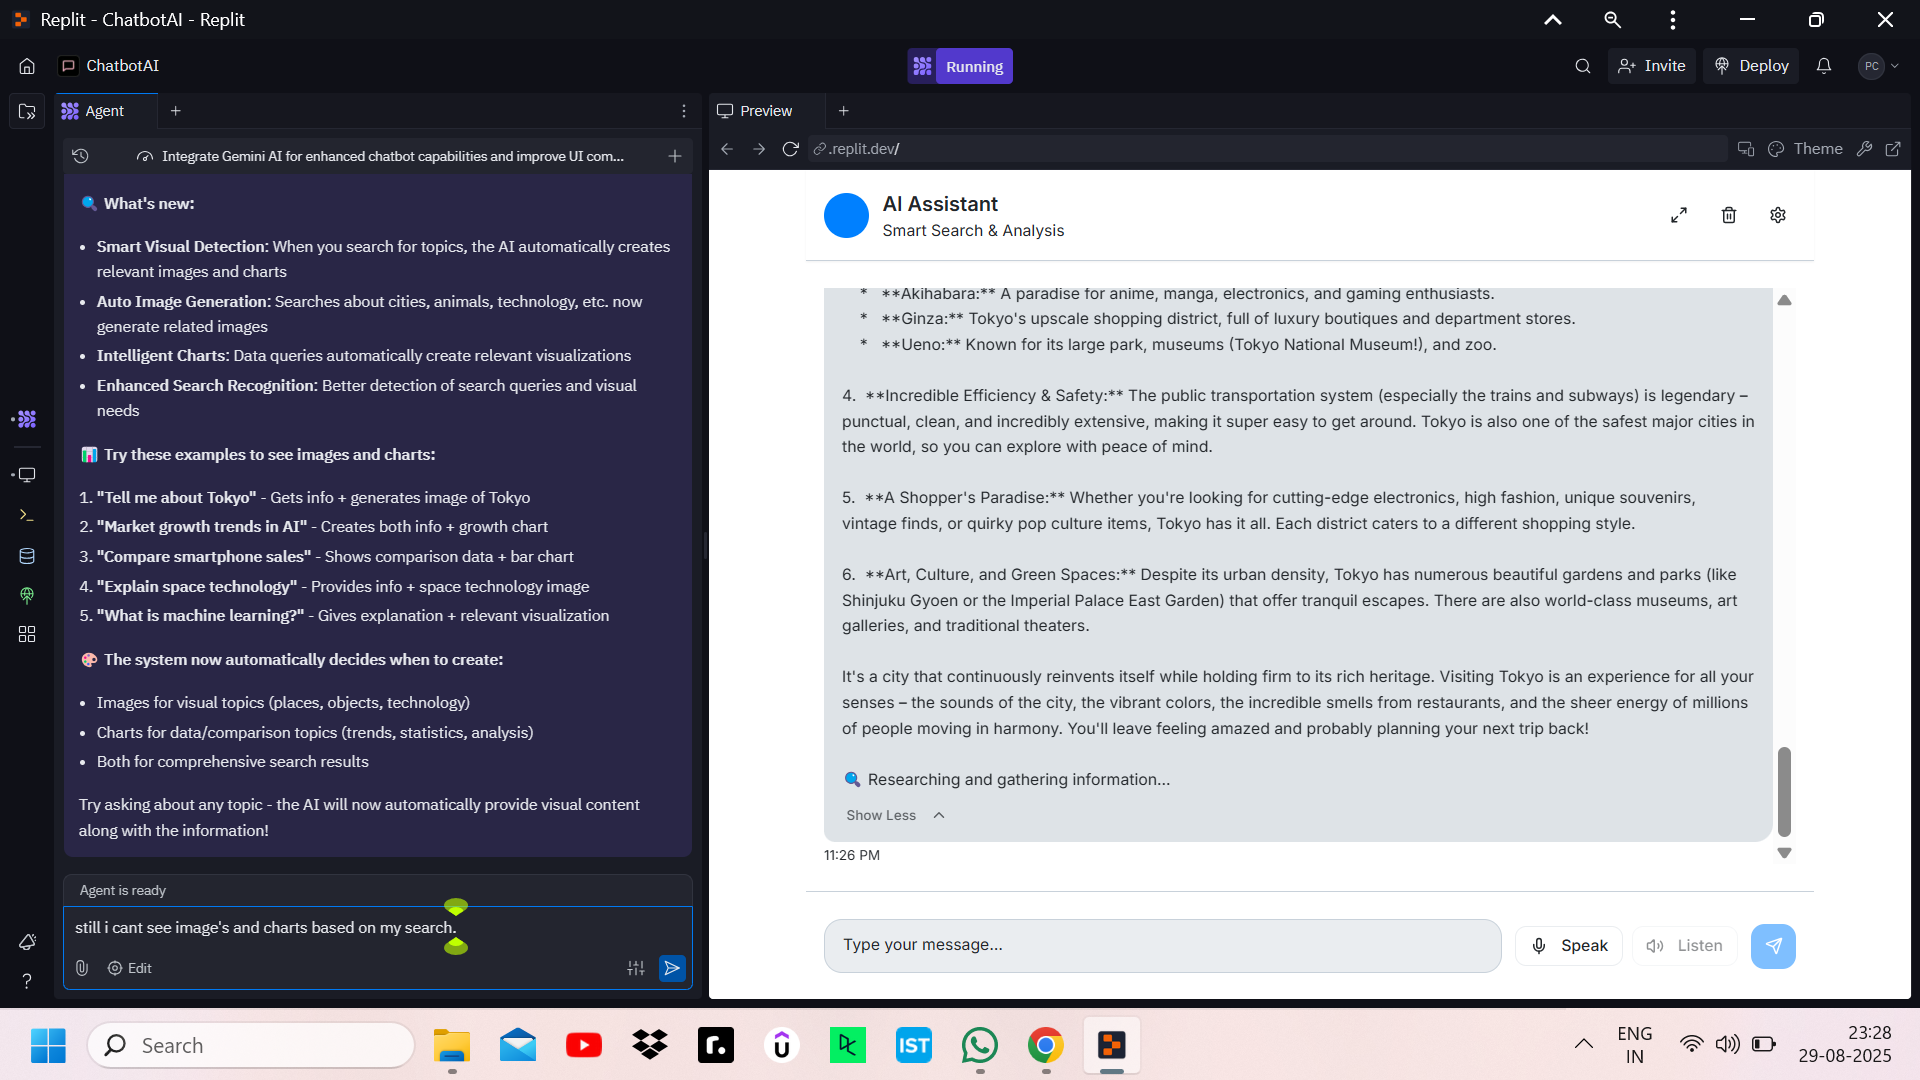 Replit - ChatbotAI - Replit
ChatbotAI
Running
Invite
Deploy
PC
Agent
Preview
Integrate Gemini AI for enhanced chatbot capabilities and improve UI com...
.replit.dev/
Theme
🔍 What's new:
• Smart Visual Detection: When you search for topics, the AI automatically creates
relevant images and charts
• Auto Image Generation: Searches about cities, animals, technology, etc. now
generate related images
• Intelligent Charts: Data queries automatically create relevant visualizations
• Enhanced Search Recognition: Better detection of search queries and visual
needs
📊 Try these examples to see images and charts:
1. "Tell me about Tokyo" - Gets info + generates image of Tokyo
2. "Market growth trends in AI" - Creates both info + growth chart
3. "Compare smartphone sales" - Shows comparison data + bar chart
4. "Explain space technology" - Provides info + space technology image
5. "What is machine learning?" - Gives explanation + relevant visualization
🎨 The system now automatically decides when to create:
• Images for visual topics (places, objects, technology)
• Charts for data/comparison topics (trends, statistics, analysis)
• Both for comprehensive search results
Try asking about any topic - the AI will now automatically provide visual content
along with the information!
Agent is ready
still i cant see image's and charts based on my search.
Edit
AI Assistant
Smart Search & Analysis
* **Akihabara:** A paradise for anime, manga, electronics, and gaming enthusiasts.
* **Ginza:** Tokyo's upscale shopping district, full of luxury boutiques and department stores.
* **Ueno:** Known for its large park, museums (Tokyo National Museum!), and zoo.
4. **Incredible Efficiency & Safety:** The public transportation system (especially the trains and subways) is legendary –
punctual, clean, and incredibly extensive, making it super easy to get around. Tokyo is also one of the safest major cities in
the world, so you can explore with peace of mind.
5. **A Shopper's Paradise:** Whether you're looking for cutting-edge electronics, high fashion, unique souvenirs,
vintage finds, or quirky pop culture items, Tokyo has it all. Each district caters to a different shopping style.
6. **Art, Culture, and Green Spaces:** Despite its urban density, Tokyo has numerous beautiful gardens and parks (like
Shinjuku Gyoen or the Imperial Palace East Garden) that offer tranquil escapes. There are also world-class museums, art
galleries, and traditional theaters.
It's a city that continuously reinvents itself while holding firm to its rich heritage. Visiting Tokyo is an experience for all your
senses – the sounds of the city, the vibrant colors, the incredible smells from restaurants, and the sheer energy of millions
of people moving in harmony. You'll leave feeling amazed and probably planning your next trip back!
🔍 Researching and gathering information...
Show Less
11:26 PM
Type your message...
Speak
Listen
Search
r.
IST
ENG
IN
23:28
29-08-2025